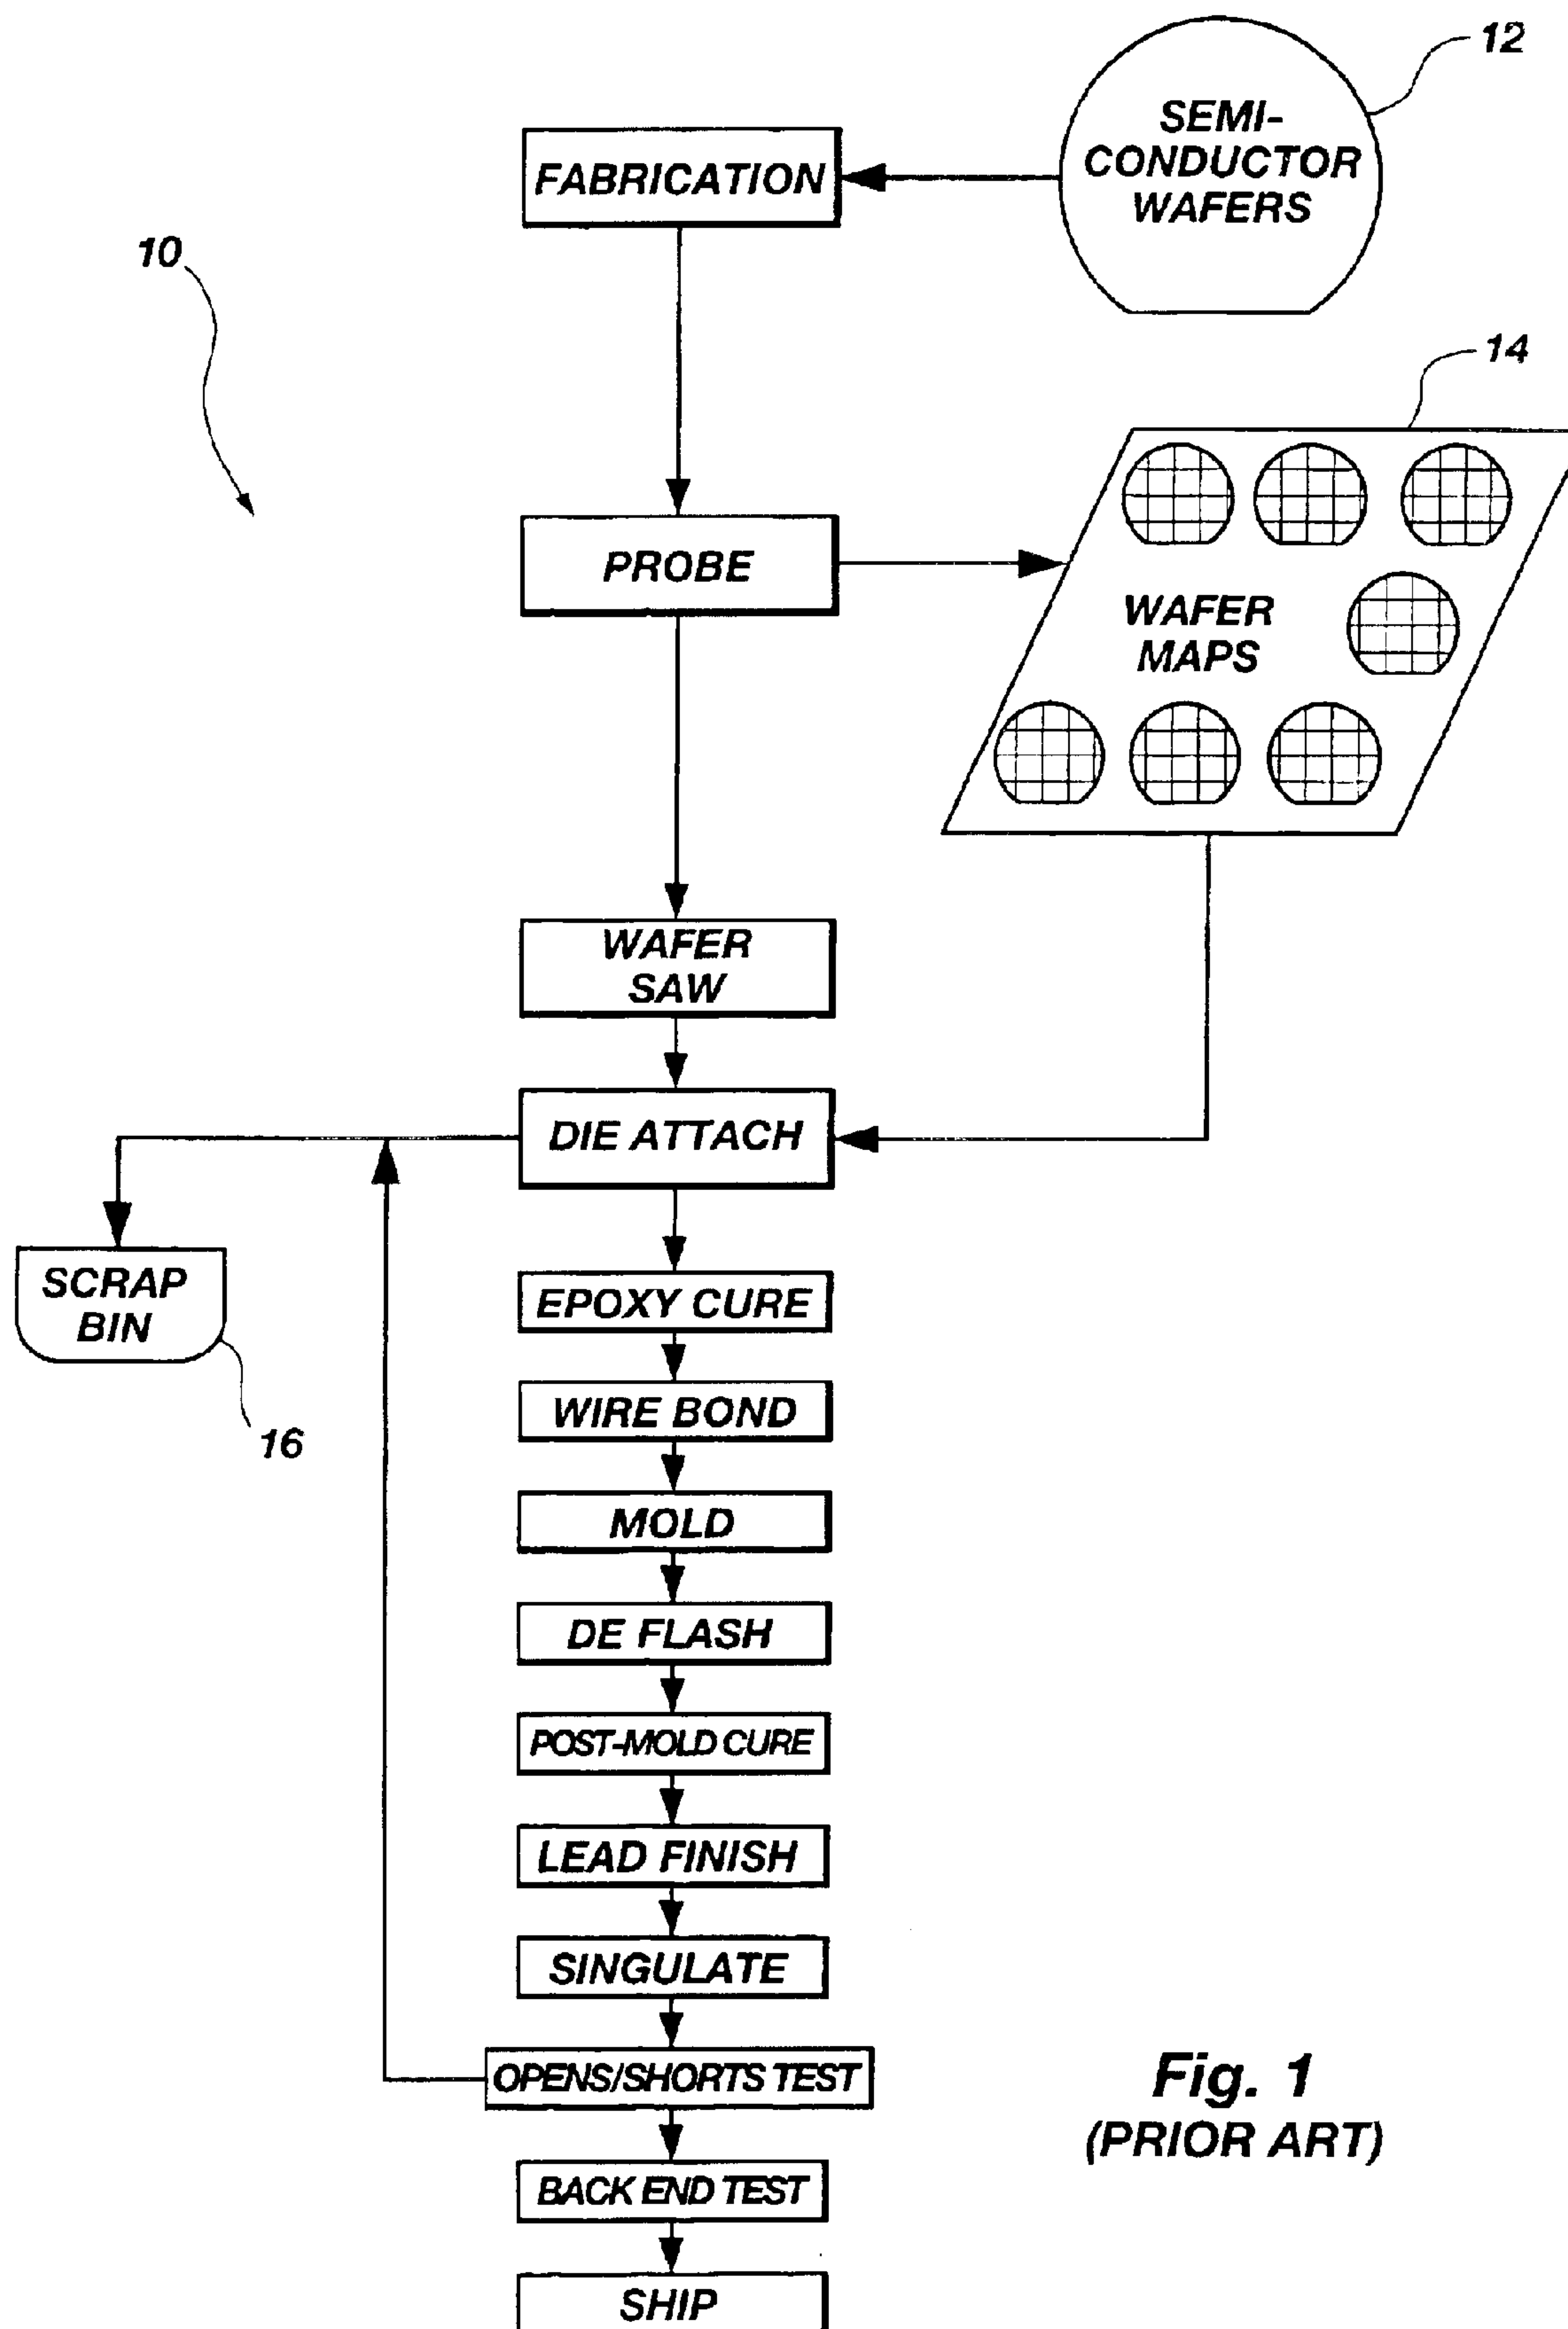 12
SEMI-
CONDUCTOR
WAFERS
FABRICATION
10
14
PROBE
WAFER
MAPS
WAFER
SAW
DIE ATTACH
SCRAP
BIN
16
EPOXY CURE
WIRE BOND
MOLD
DE FLASH
POST-MOLD CURE
LEAD FINISH
SINGULATE
OPENS/SHORTS TEST
BACK END TEST
SHIP
Fig. 1
(PRIOR ART)